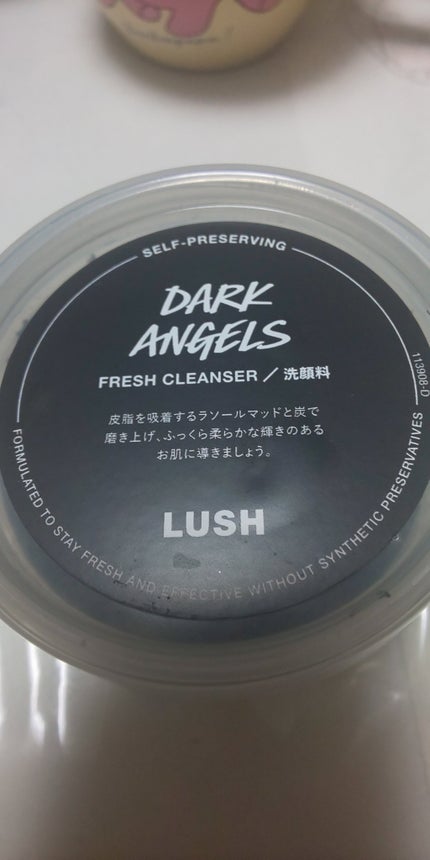 SELF-PRESERVING
DARK
ANGELS
FRESH CLEANSER / 洗顔料
皮脂を吸着するラソールマッドと炭で
磨き上げ、ふっくら柔らかな輝きのある
お肌に導きましょう。
LUSH
FORMULATED TO STAY FRESH AND EFFECTIVE WITHOUT SYNTHETIC PRESERVATIVES
113908-D